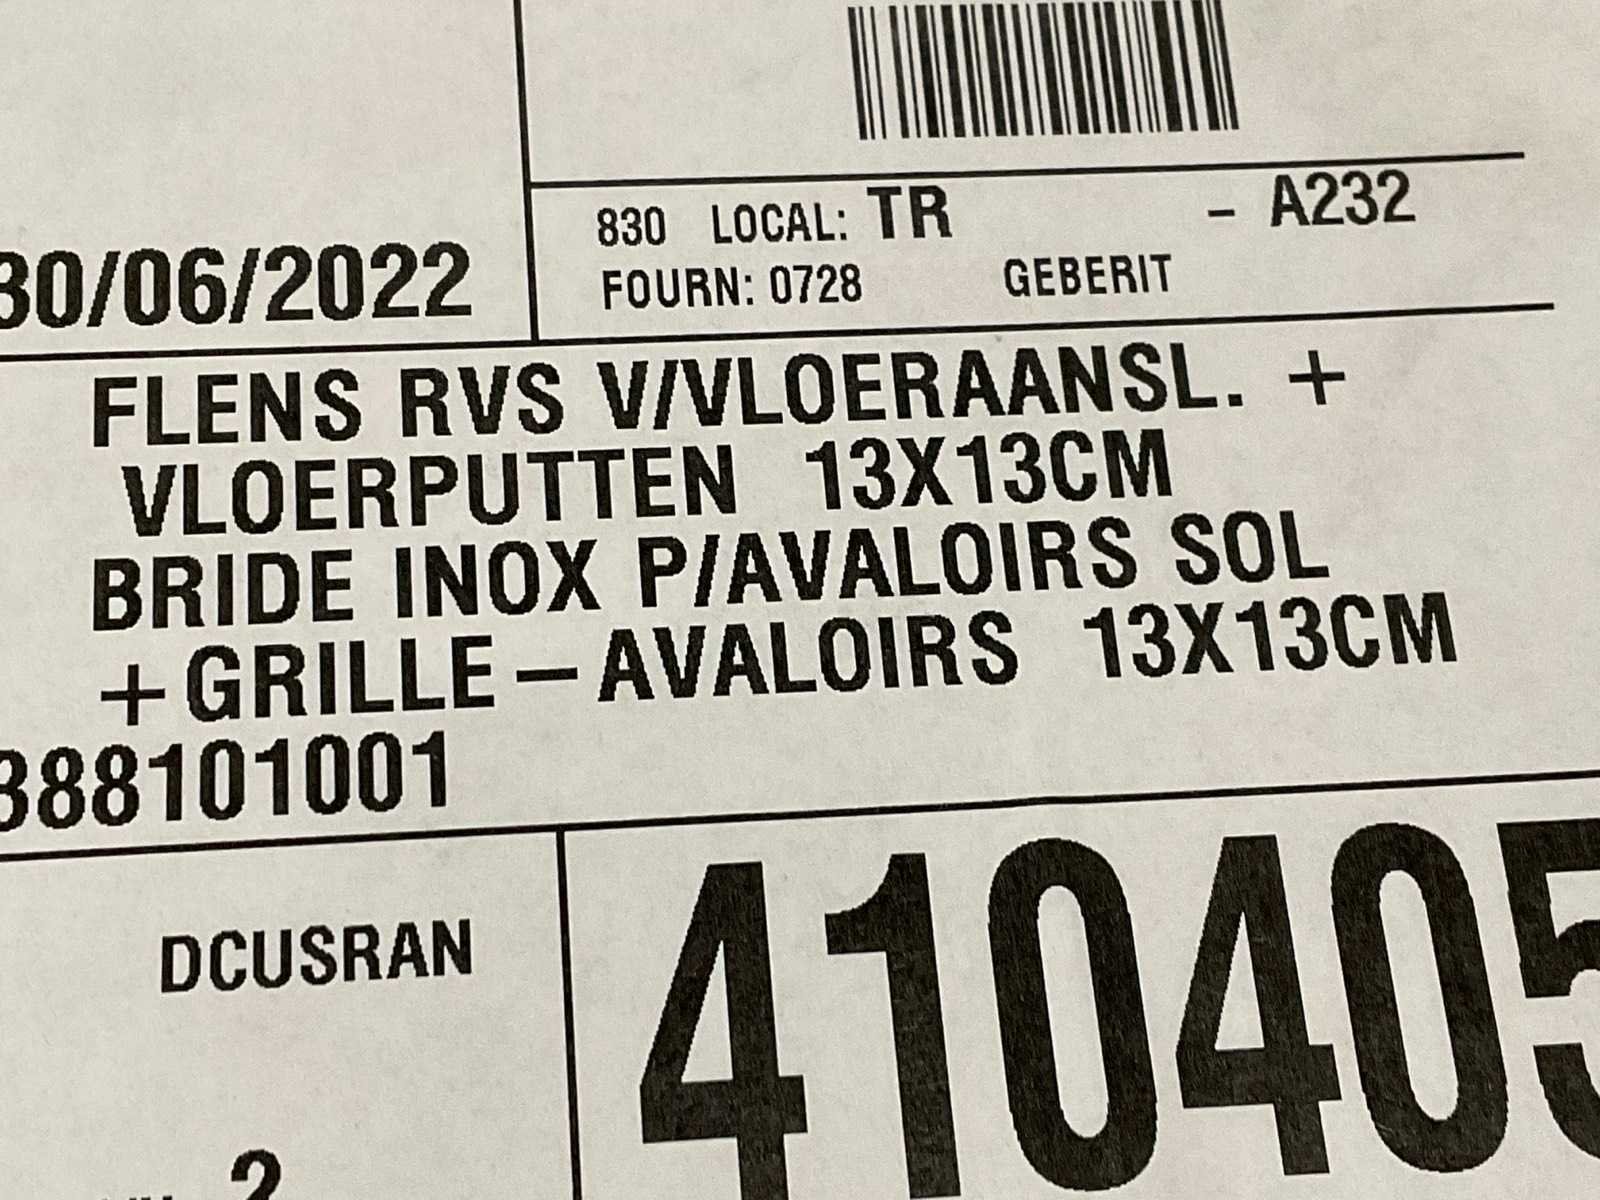 830 LOCAL: TR - A232
30/06/2022
FOURN: 0728 GEBERIT
FLENS RVS V/VLOERAANSL. +
VLOERPUTTEN 13X13CM
BRIDE INOX P/AVALOIRS SOL
+GRILLE-AVALOIRS 13X13CM
388101001
DCUSRAN
410405
2